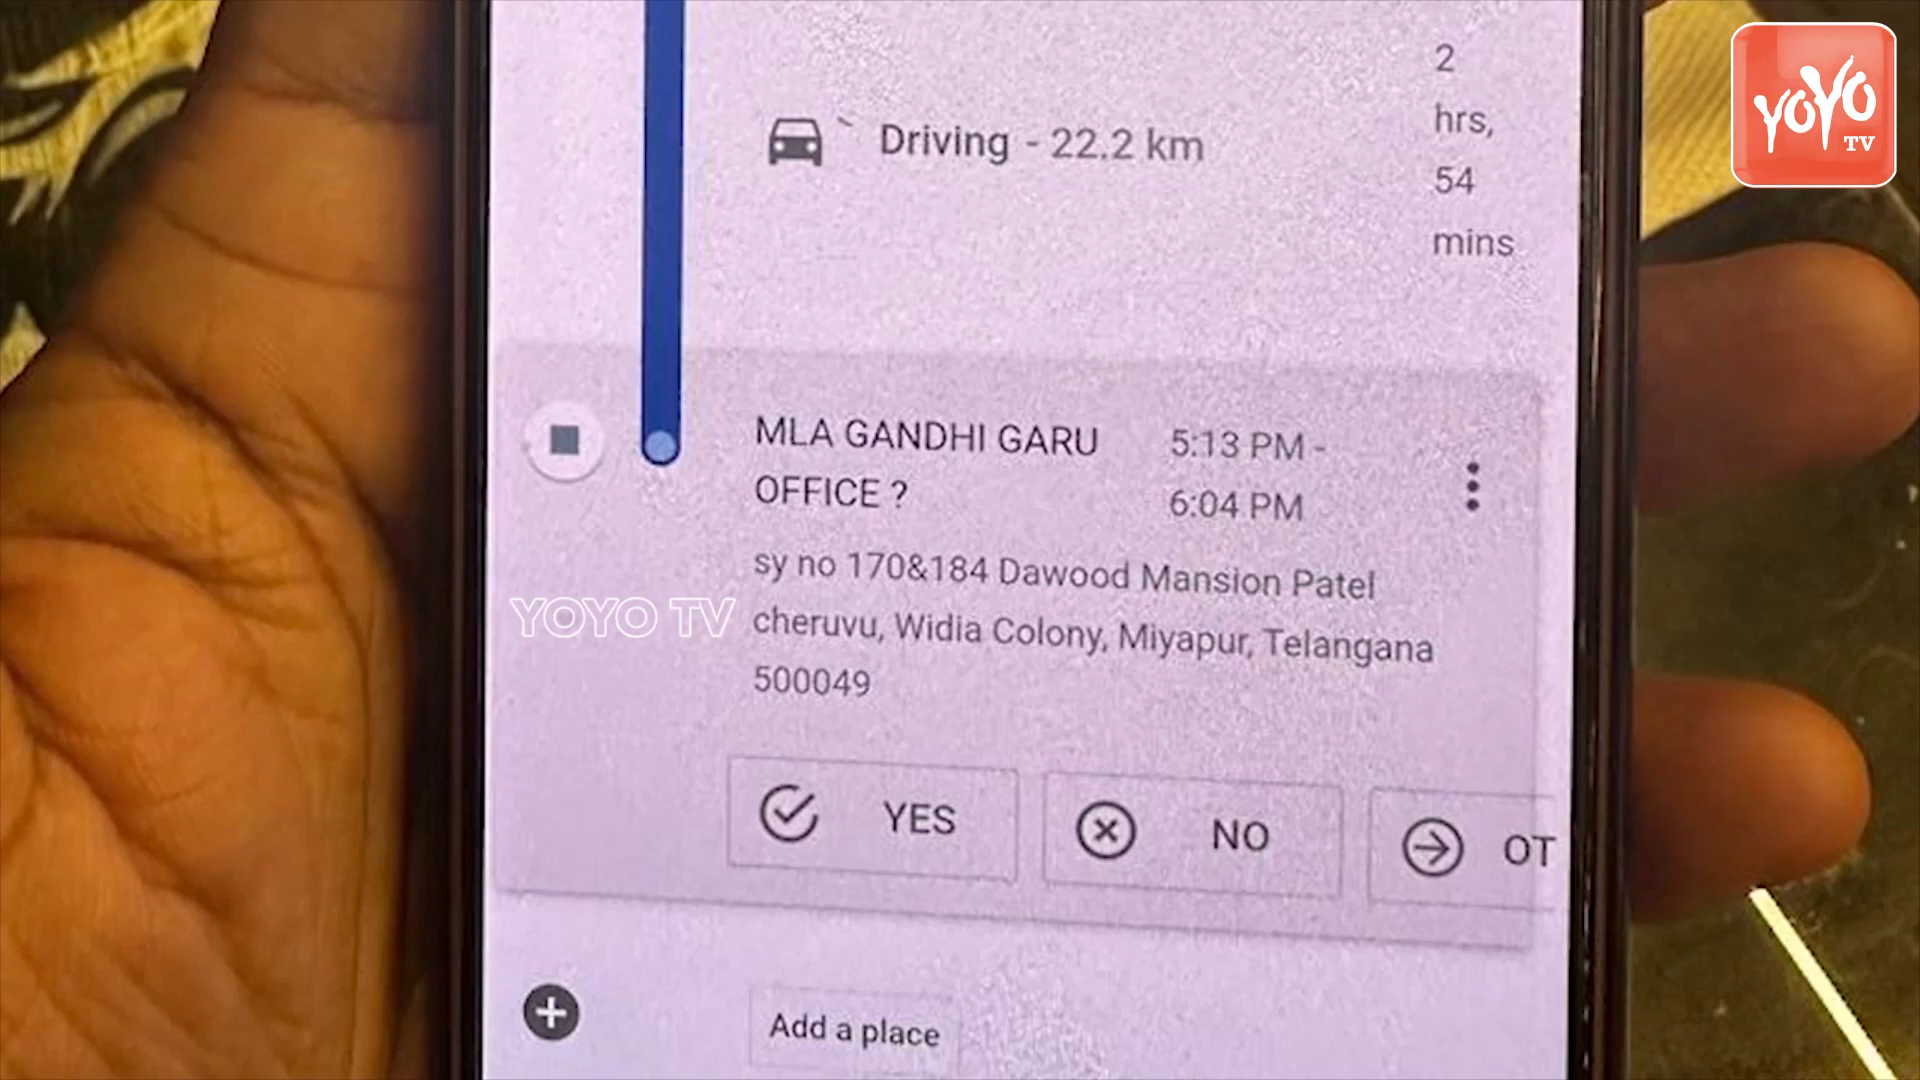 2
hrs,
54
mins
Driving - 22.2 km
YOYO
TV
MLA GANDHI GARU
OFFICE ?
5:13 PM -
6:04 PM
sy no 170&184 Dawood Mansion Patel
cheruvu, Widia Colony, Miyapur, Telangana
500049
YOYO TV
YES
NO
OT
Add a place